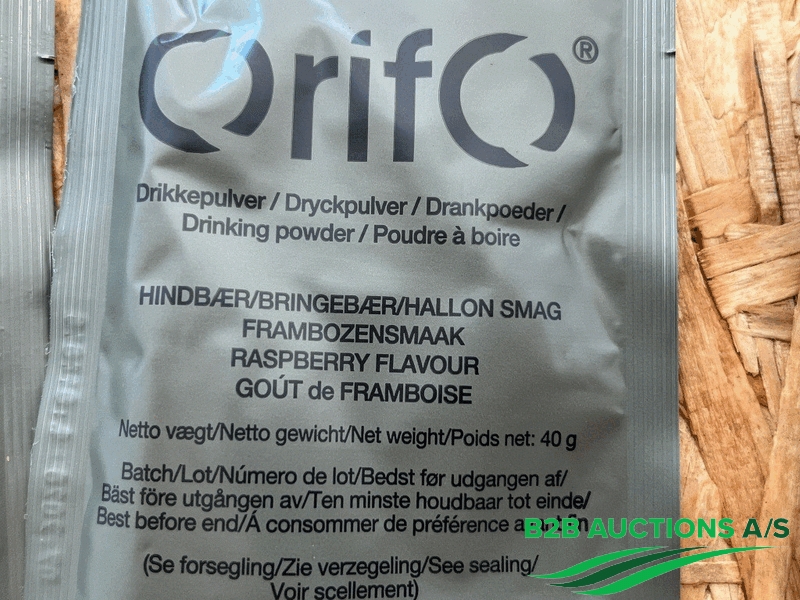 OrifO®
Drikkepulver / Dryckpulver / Drankpoeder /
Drinking powder / Poudre à boire
HINDBÆR/BRINGEBÆR/HALLON SMAG
FRAMBOZENSMAAK
RASPBERRY FLAVOUR
GOÚT de FRAMBOISE
Netto vægt/Netto gewicht/Net weight/Poids net: 40 g
Batch/Lot/Número de lot/Bedst før udgangen af/
Bäst före utgången av/Ten minste houdbaar tot einde/
Best before end/Á consommer de préférence
B2B AUCTIONS A/S
(Se forsegling/Zie verzegeling/See sealing/
Voir scellement)